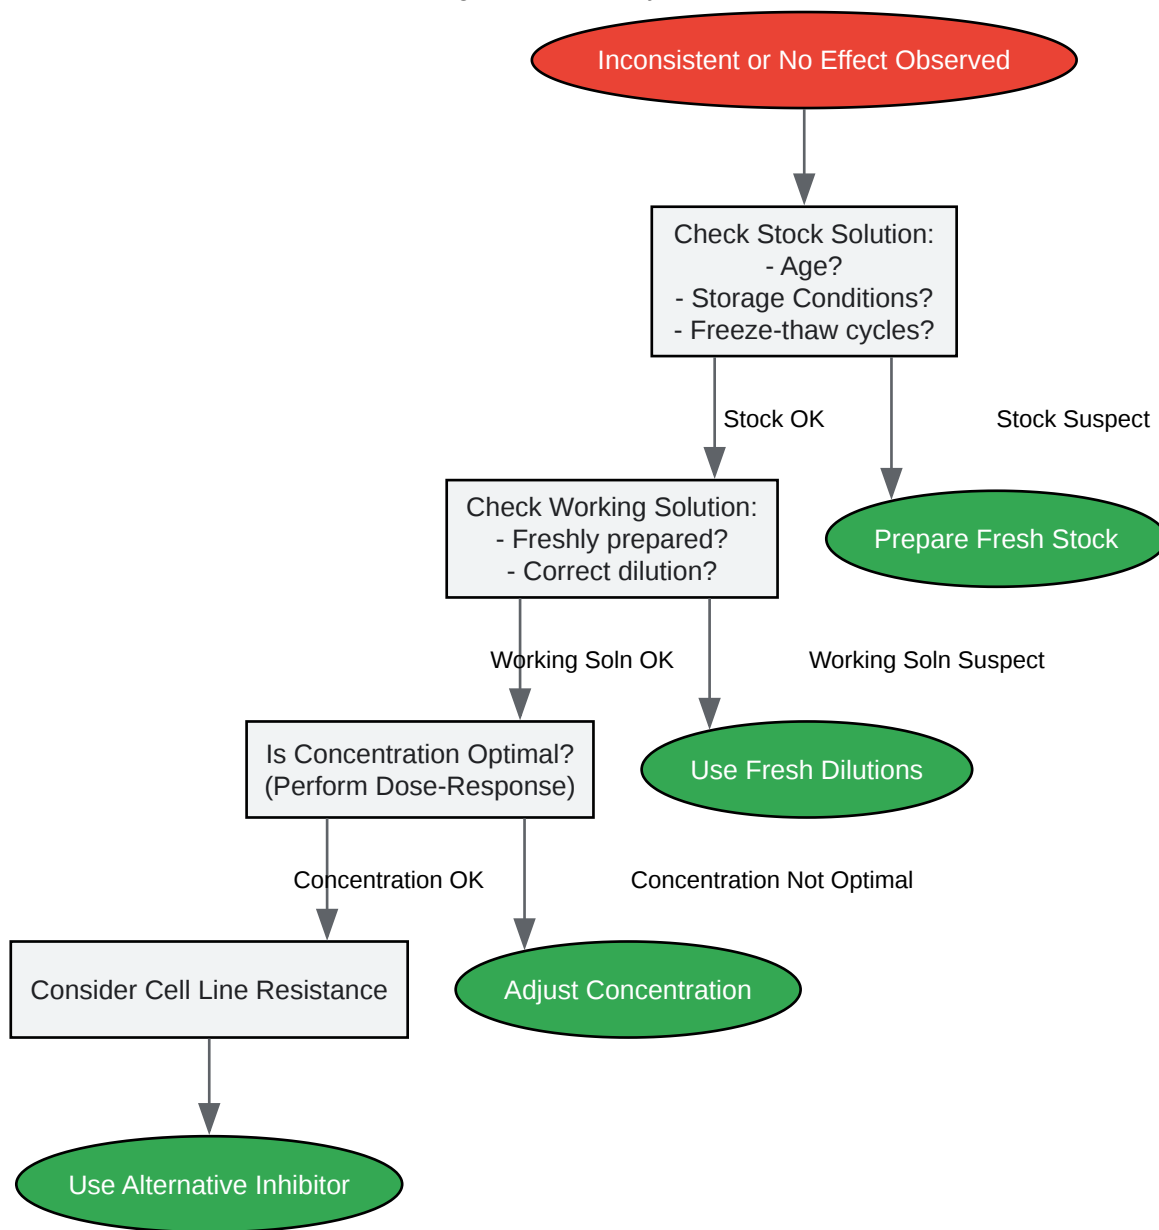 Inconsistent or No Effect Observed
Check Stock Solution:
- Age?
- Storage Conditions?
- Freeze-thaw cycles?
Stock OK
Stock Suspect
Check Working Solution:
- Freshly prepared?
- Correct dilution?
Prepare Fresh Stock
Working Soln OK
Working Soln Suspect
Is Concentration Optimal?
(Perform Dose-Response)
Use Fresh Dilutions
Concentration OK
Concentration Not Optimal
Consider Cell Line Resistance
Adjust Concentration
Use Alternative Inhibitor